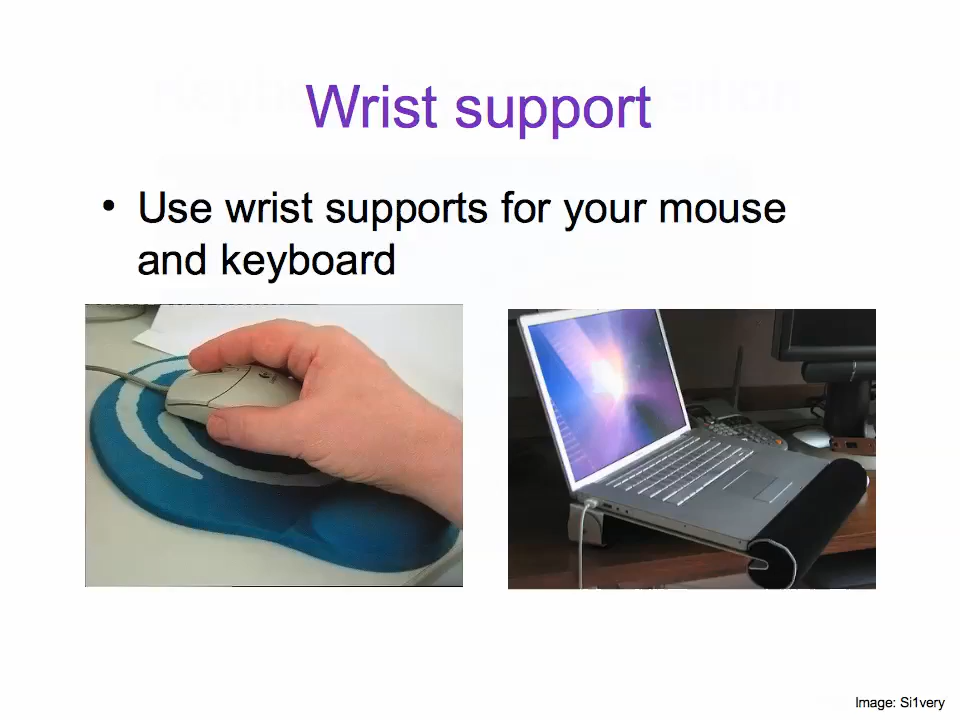 Wrist support
• Use wrist supports for your mouse
and keyboard
Image: Si1very